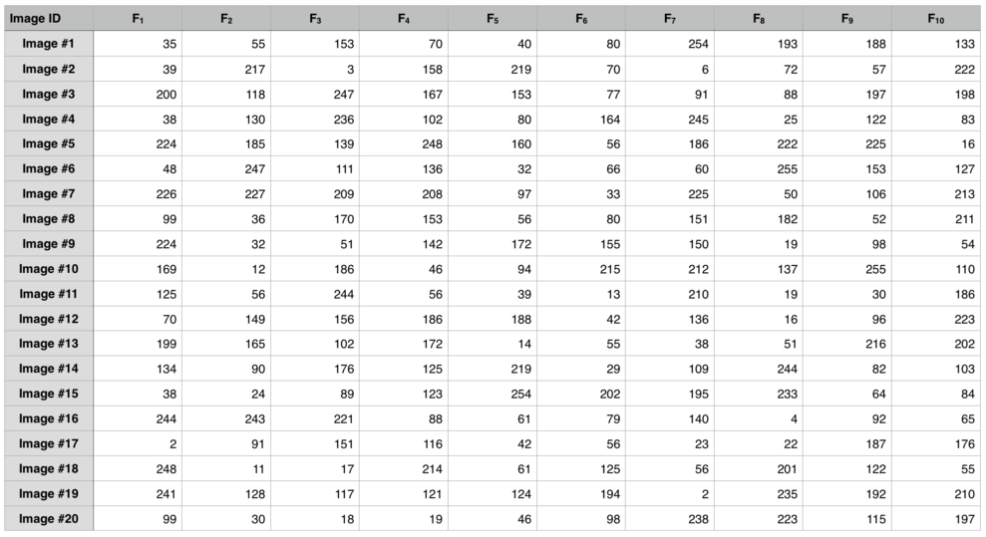 Image ID F₁ F₂ F₃ F₄ F₅ F₆ F₇ F₈ F₉ F₁₀
Image #1 35 55 153 70 40 80 254 193 188 133
Image #2 39 217 3 158 219 70 6 72 57 222
Image #3 200 118 247 167 153 77 91 88 197 198
Image #4 38 130 236 102 80 164 245 25 122 83
Image #5 224 185 139 248 160 56 186 222 225 16
Image #6 48 247 111 136 32 66 60 255 153 127
Image #7 226 227 209 208 97 33 225 50 106 213
Image #8 99 36 170 153 56 80 151 182 52 211
Image #9 224 32 51 142 172 155 150 19 98 54
Image #10 169 12 186 46 94 215 212 137 255 110
Image #11 125 56 244 56 39 13 210 19 30 186
Image #12 70 149 156 186 188 42 136 16 96 223
Image #13 199 165 102 172 14 55 38 51 216 202
Image #14 134 90 176 125 219 29 109 244 82 103
Image #15 38 24 89 123 254 202 195 233 64 84
Image #16 244 243 221 88 61 79 140 4 92 65
Image #17 2 91 151 116 42 56 23 22 187 176
Image #18 248 11 17 214 61 125 56 201 122 55
Image #19 241 128 117 121 124 194 2 235 192 210
Image #20 99 30 18 19 46 98 238 223 115 197